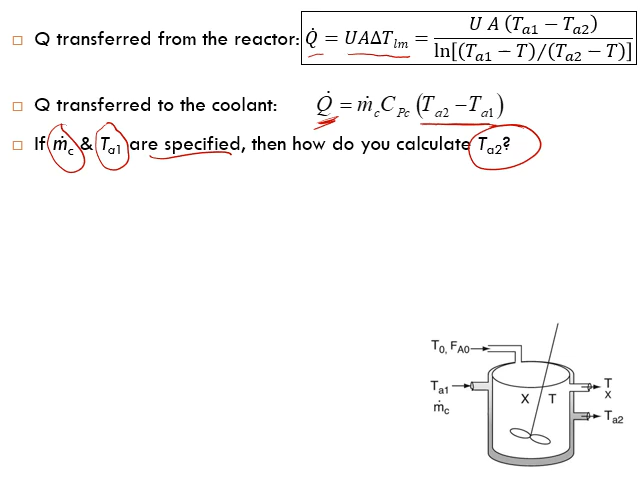 Q transferred from the reactor: Q̇ = UAΔT_lm = U A (T_a1 − T_a2) / ln[(T_a1 − T)/(T_a2 − T)]
Q transferred to the coolant: Q̇ = ṁ_c C_Pc (T_a2 − T_a1)
If ṁ_c & T_a1 are specified, then how do you calculate T_a2?
T_0, F_A0
T_a1
ṁ_c
X T
T
X
T_a2